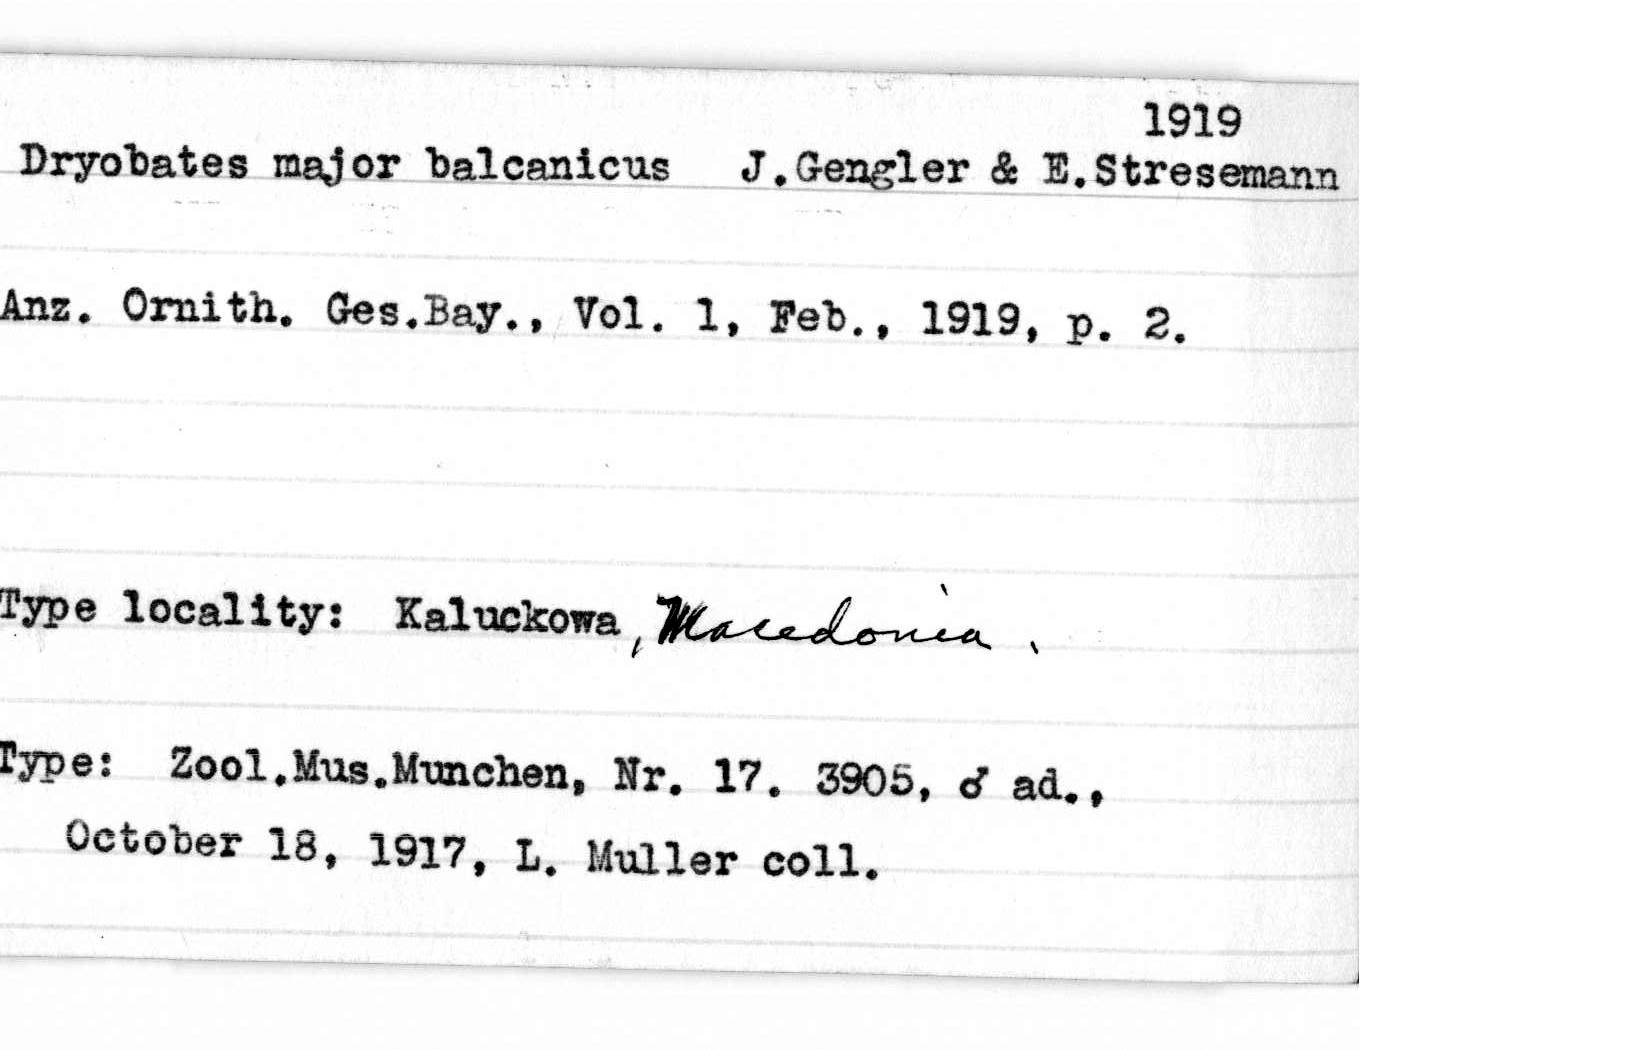 1919
Dryobates major balcanicus J.Gengler & E.Stresemann
Anz. Ornith. Ges.Bay., Vol. 1, Feb., 1919, p. 2.
Type locality: Kaluckowa, Macedonia.
Type: Zool.Mus.Munchen, Nr. 17. 3905, ♂ ad.,
October 18, 1917, L. Muller coll.